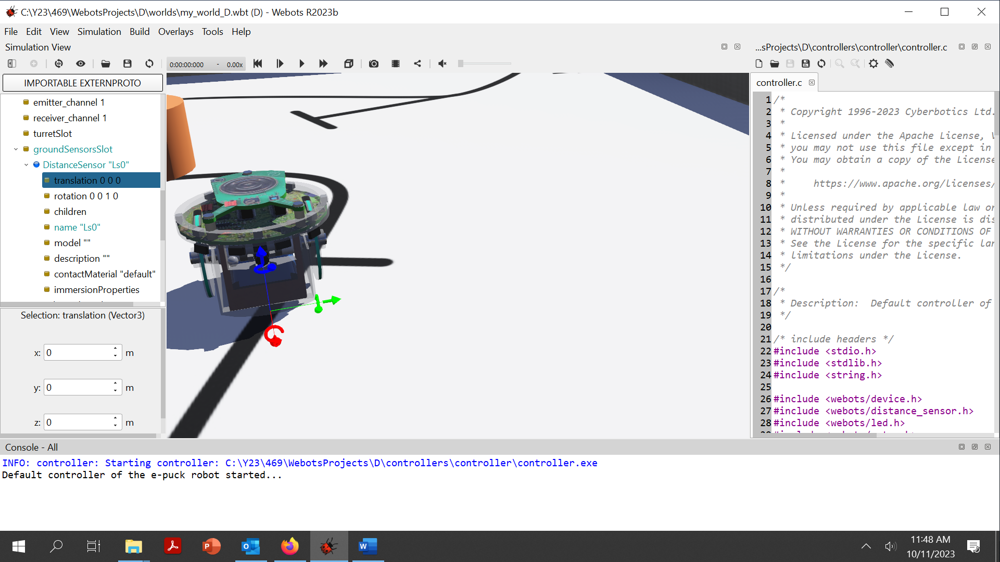 C:\Y23\469\WebotsProjects\D\worlds\my_world_D.wbt (D) - Webots R2023b
File Edit View Simulation Build Overlays Tools Help
Simulation View
...sProjects\D\controllers\controller\controller.c
0:00:00:000 - 0.00x
IMPORTABLE EXTERNPROTO
emitter_channel 1
receiver_channel 1
turretSlot
groundSensorsSlot
DistanceSensor "Ls0"
translation 0 0 0
rotation 0 0 1 0
children
name "Ls0"
model ""
description ""
contactMaterial "default"
immersionProperties
Selection: translation (Vector3)
x: 0 m
y: 0 m
z: 0 m
controller.c
1 /*
2 * Copyright 1996-2023 Cyberbotics Ltd.
3 *
4 * Licensed under the Apache License, V
5 * you may not use this file except in
6 * You may obtain a copy of the License
7 *
8 * https://www.apache.org/licenses/
9 *
10 * Unless required by applicable law or
11 * distributed under the License is dis
12 * WITHOUT WARRANTIES OR CONDITIONS OF
13 * See the License for the specific lan
14 * limitations under the License.
15 */
16
17 /*
18 * Description:  Default controller of
19 */
20
21 /* include headers */
22 #include <stdio.h>
23 #include <stdlib.h>
24 #include <string.h>
25
26 #include <webots/device.h>
27 #include <webots/distance_sensor.h>
28 #include <webots/led.h>
Console - All
INFO: controller: Starting controller: C:\Y23\469\WebotsProjects\D\controllers\controller\controller.exe
Default controller of the e-puck robot started...
11:48 AM
10/11/2023